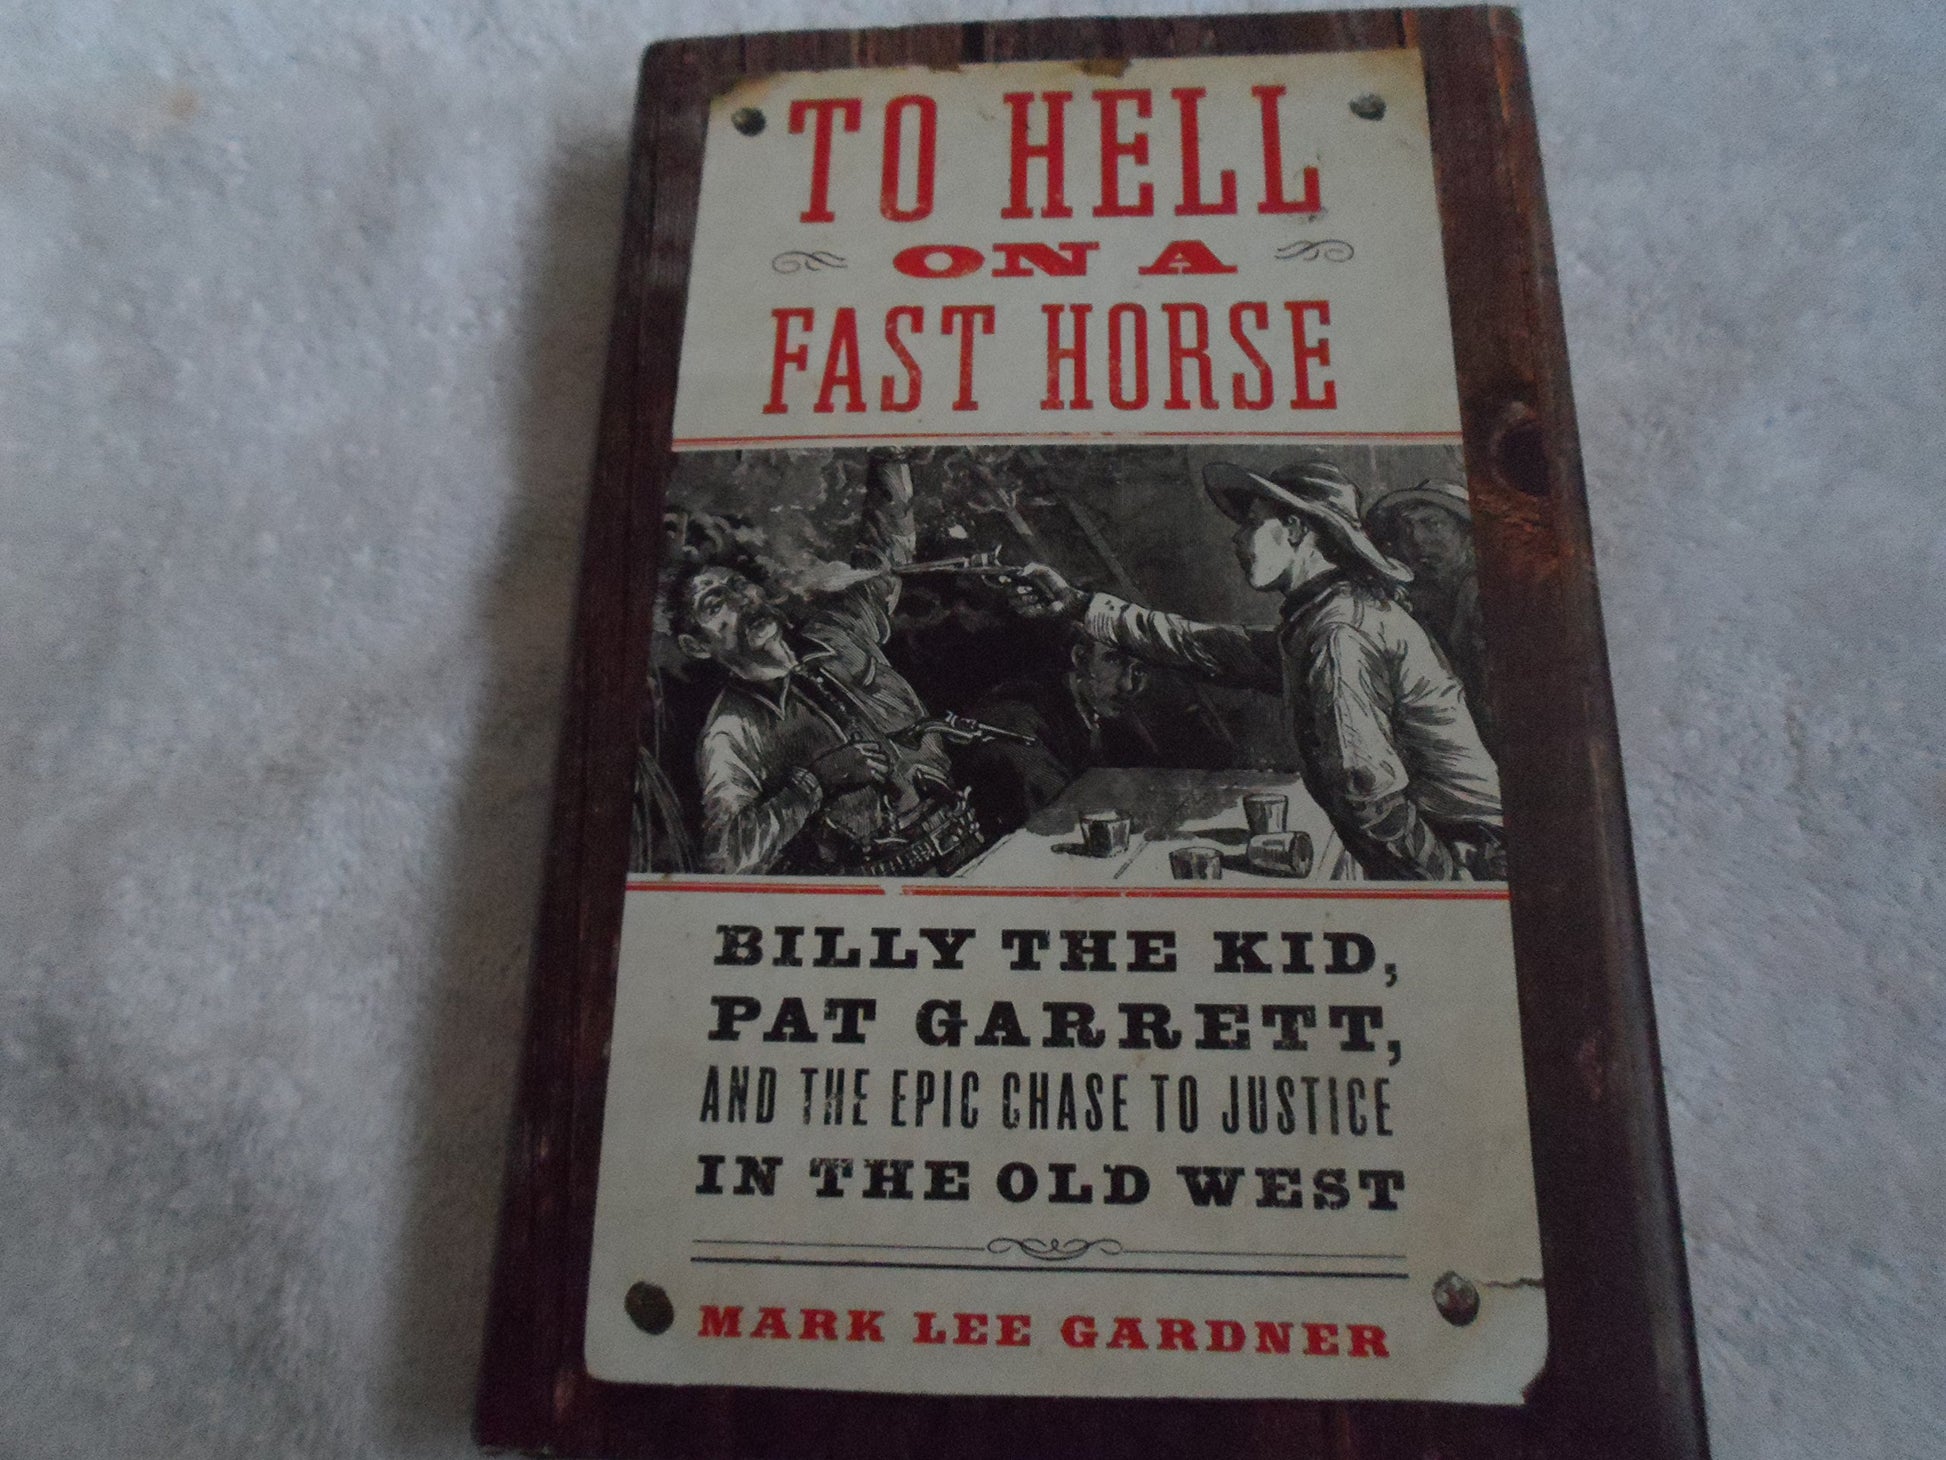 TO HELL
ON A
FAST HORSE
BILLY THE KID,
PAT GARRETT,
AND THE EPIC CHASE TO JUSTICE
IN THE OLD WEST
MARK LEE GARDNER